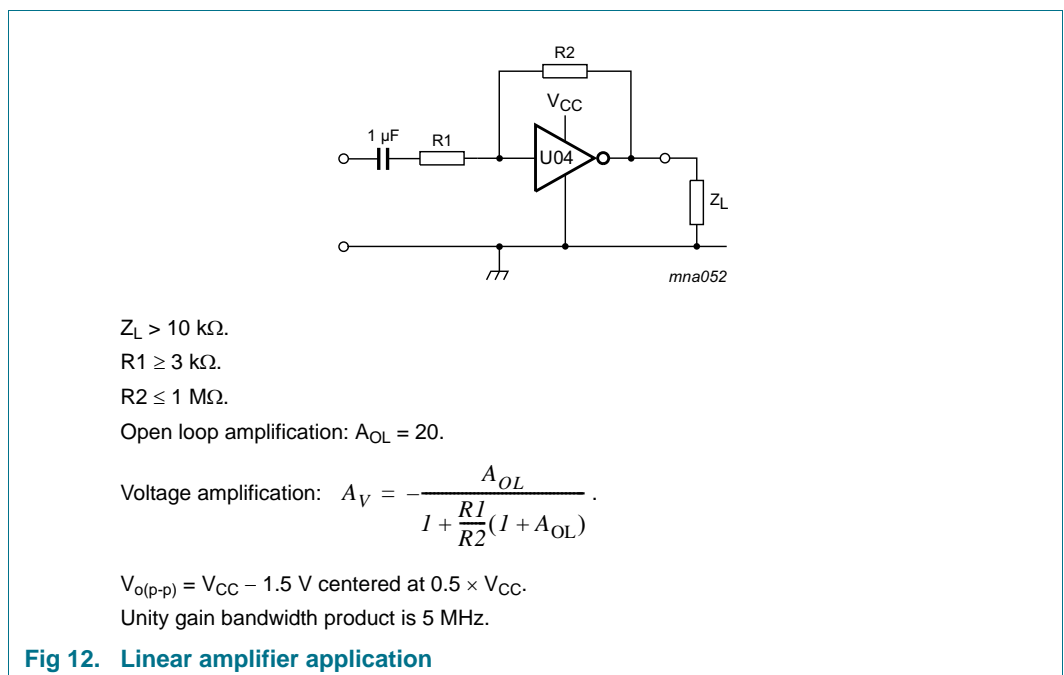 R2
V_CC
1 μF
R1
U04
Z_L
mna052
Z_L > 10 kΩ.
R1 ≥ 3 kΩ.
R2 ≤ 1 MΩ.
Open loop amplification: A_OL = 20.
Voltage amplification: A_V = − A_OL / (1 + R1/R2 (1 + A_OL)) .
V_o(p-p) = V_CC − 1.5 V centered at 0.5 × V_CC.
Unity gain bandwidth product is 5 MHz.
Fig 12. Linear amplifier application